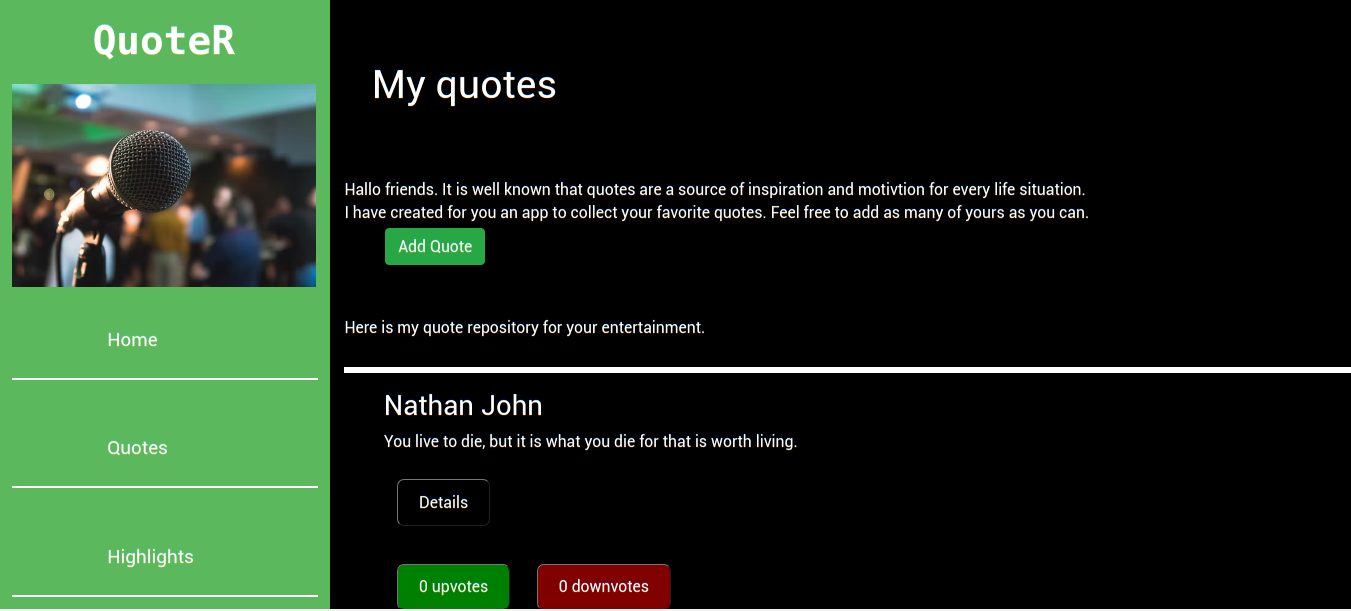 QuoteR
Home
Quotes
Highlights
My quotes
Hallo friends. It is well known that quotes are a source of inspiration and motivtion for every life situation.
I have created for you an app to collect your favorite quotes. Feel free to add as many of yours as you can.
Add Quote
Here is my quote repository for your entertainment.
Nathan John
You live to die, but it is what you die for that is worth living.
Details
0 upvotes
0 downvotes